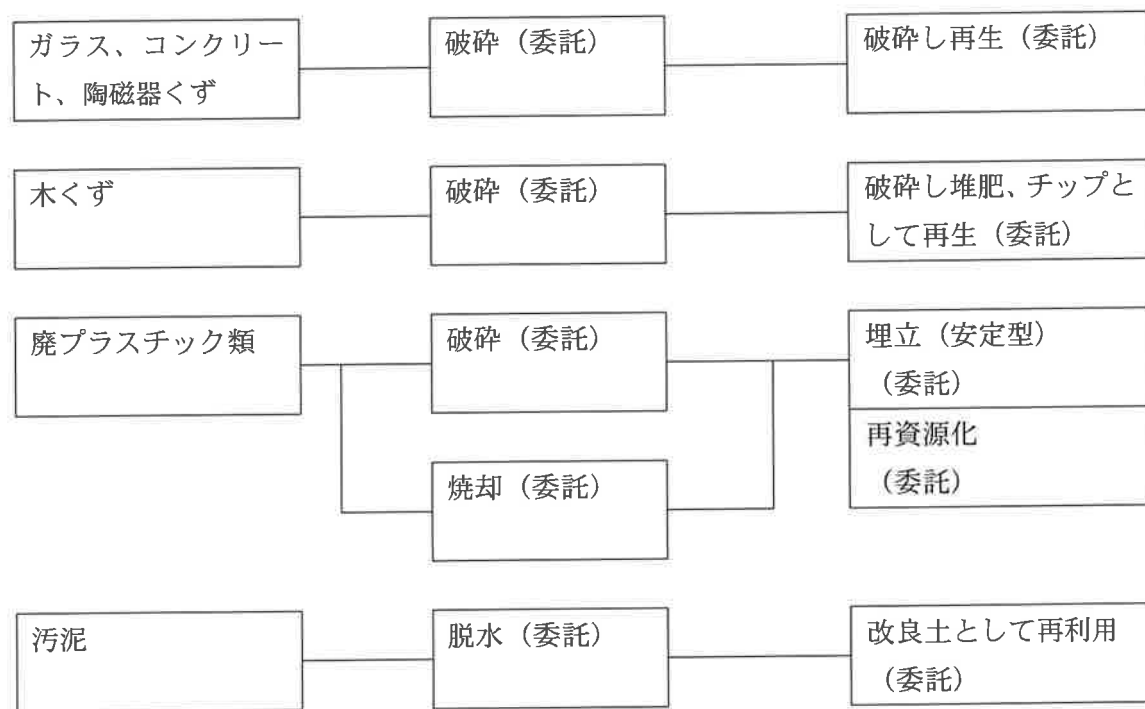 ガラス、コンクリー
ト、陶磁器くず
破砕（委託）
破砕し再生（委託）
木くず
破砕（委託）
破砕し堆肥、チップと
して再生（委託）
廃プラスチック類
破砕（委託）
焼却（委託）
埋立（安定型）
（委託）
再資源化
（委託）
汚泥
脱水（委託）
改良土として再利用
（委託）